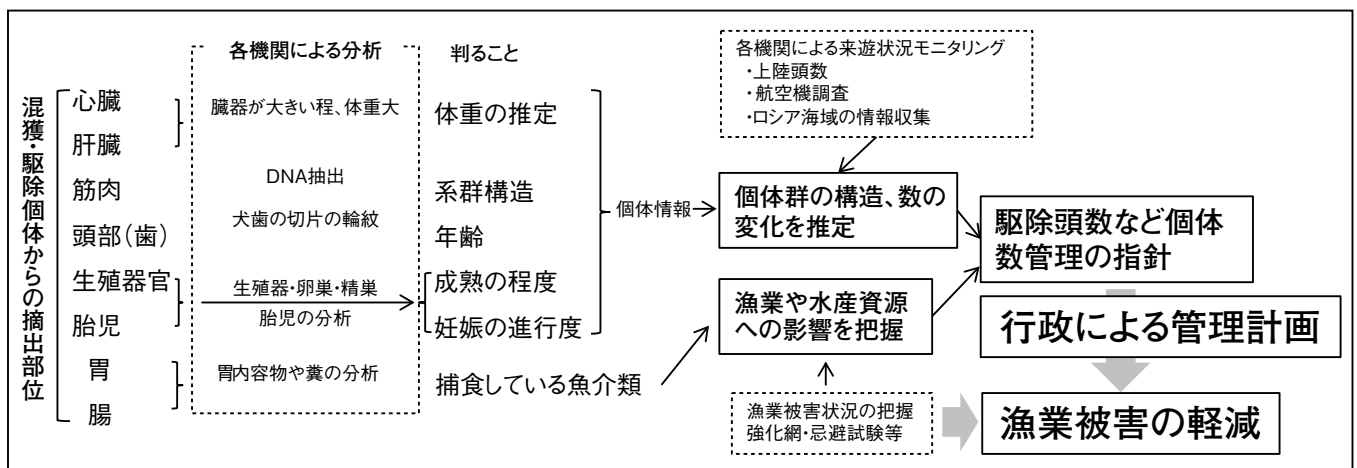 混獲・駆除個体からの摘出部位
心臓
肝臓
筋肉
頭部(歯)
生殖器官
胎児
胃
腸
各機関による分析
臓器が大きい程、体重大
DNA抽出
犬歯の切片の輪紋
生殖器・卵巣・精巣
胎児の分析
胃内容物や糞の分析
判ること
体重の推定
系群構造
年齢
成熟の程度
妊娠の進行度
捕食している魚介類
個体情報
各機関による来遊状況モニタリング
・上陸頭数
・航空機調査
・ロシア海域の情報収集
個体群の構造、数の
変化を推定
漁業や水産資源
への影響を把握
漁業被害状況の把握
強化網・忌避試験等
駆除頭数など個体
数管理の指針
行政による管理計画
漁業被害の軽減